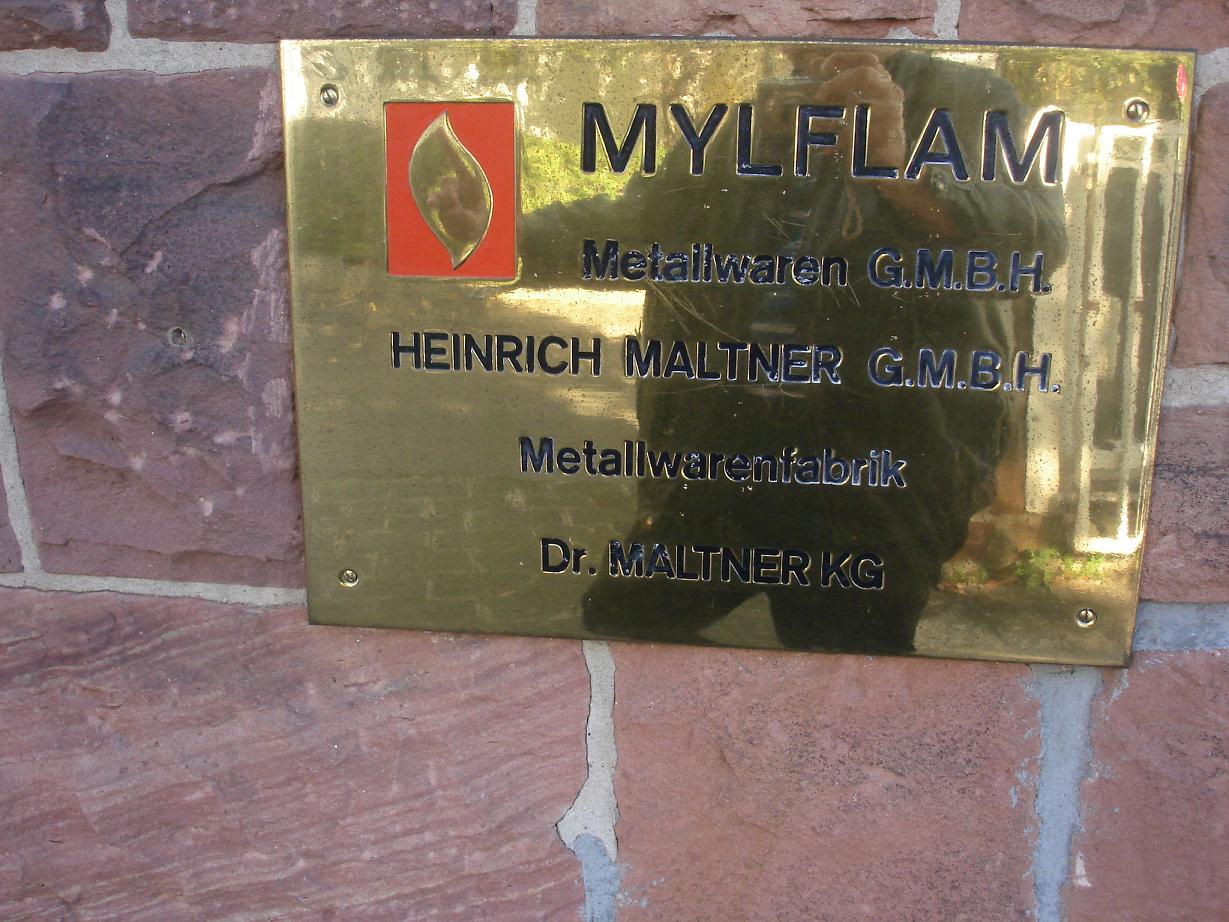 MYLFLAM
Metallwaren G.M.B.H.
HEINRICH MALTNER G.M.B.H.
Metallwarenfabrik
Dr. MALTNER KG